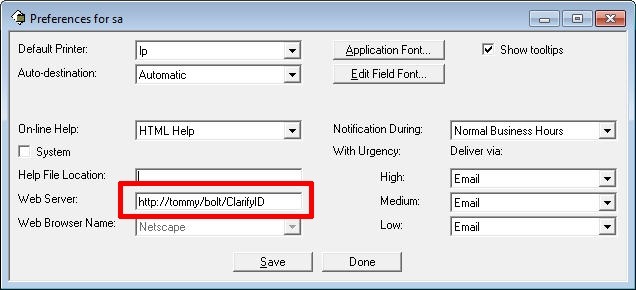 Preferences for sa
Default Printer: lp Application Font... Show tooltips
Auto-destination: Automatic Edit Field Font...
On-line Help: HTML Help Notification During: Normal Business Hours
System With Urgency: Deliver via:
Help File Location: High: Email
Web Server: http://tommy/bolt/ClarifyID Medium: Email
Web Browser Name: Netscape Low: Email
Save Done